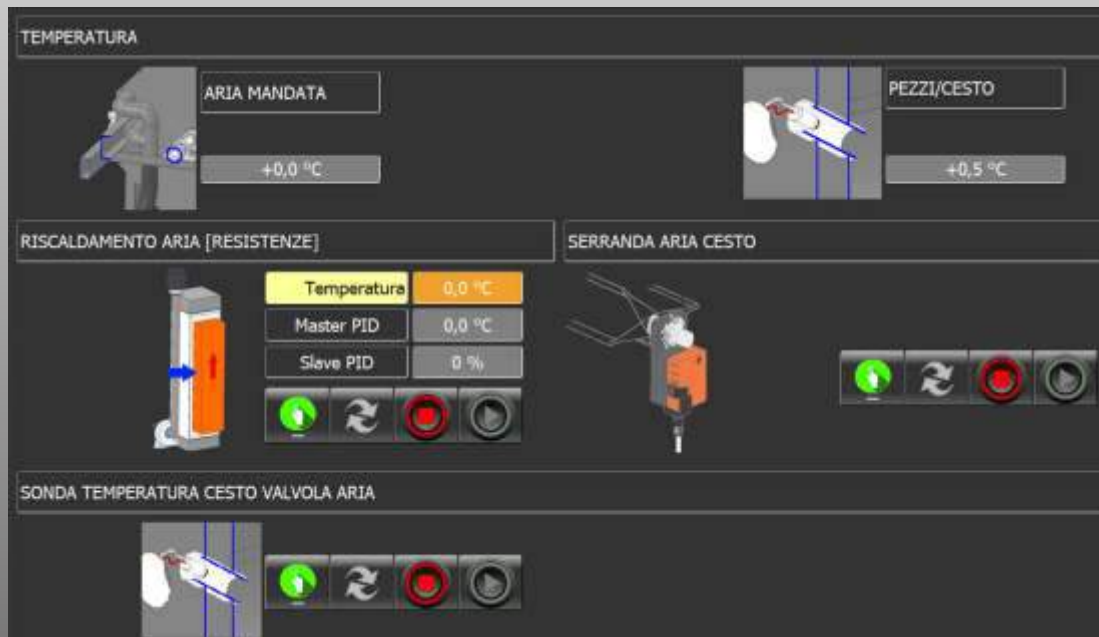 TEMPERATURA
ARIA MANDATA
PEZZI/CESTO
+0,0 °C
+0,5 °C
RISCALDAMENTO ARIA [RESISTENZE]
SERRANDA ARIA CESTO
Temperatura 0,0 °C
Master PID 0,0 °C
Slave PID 0 %
SONDA TEMPERATURA CESTO VALVOLA ARIA